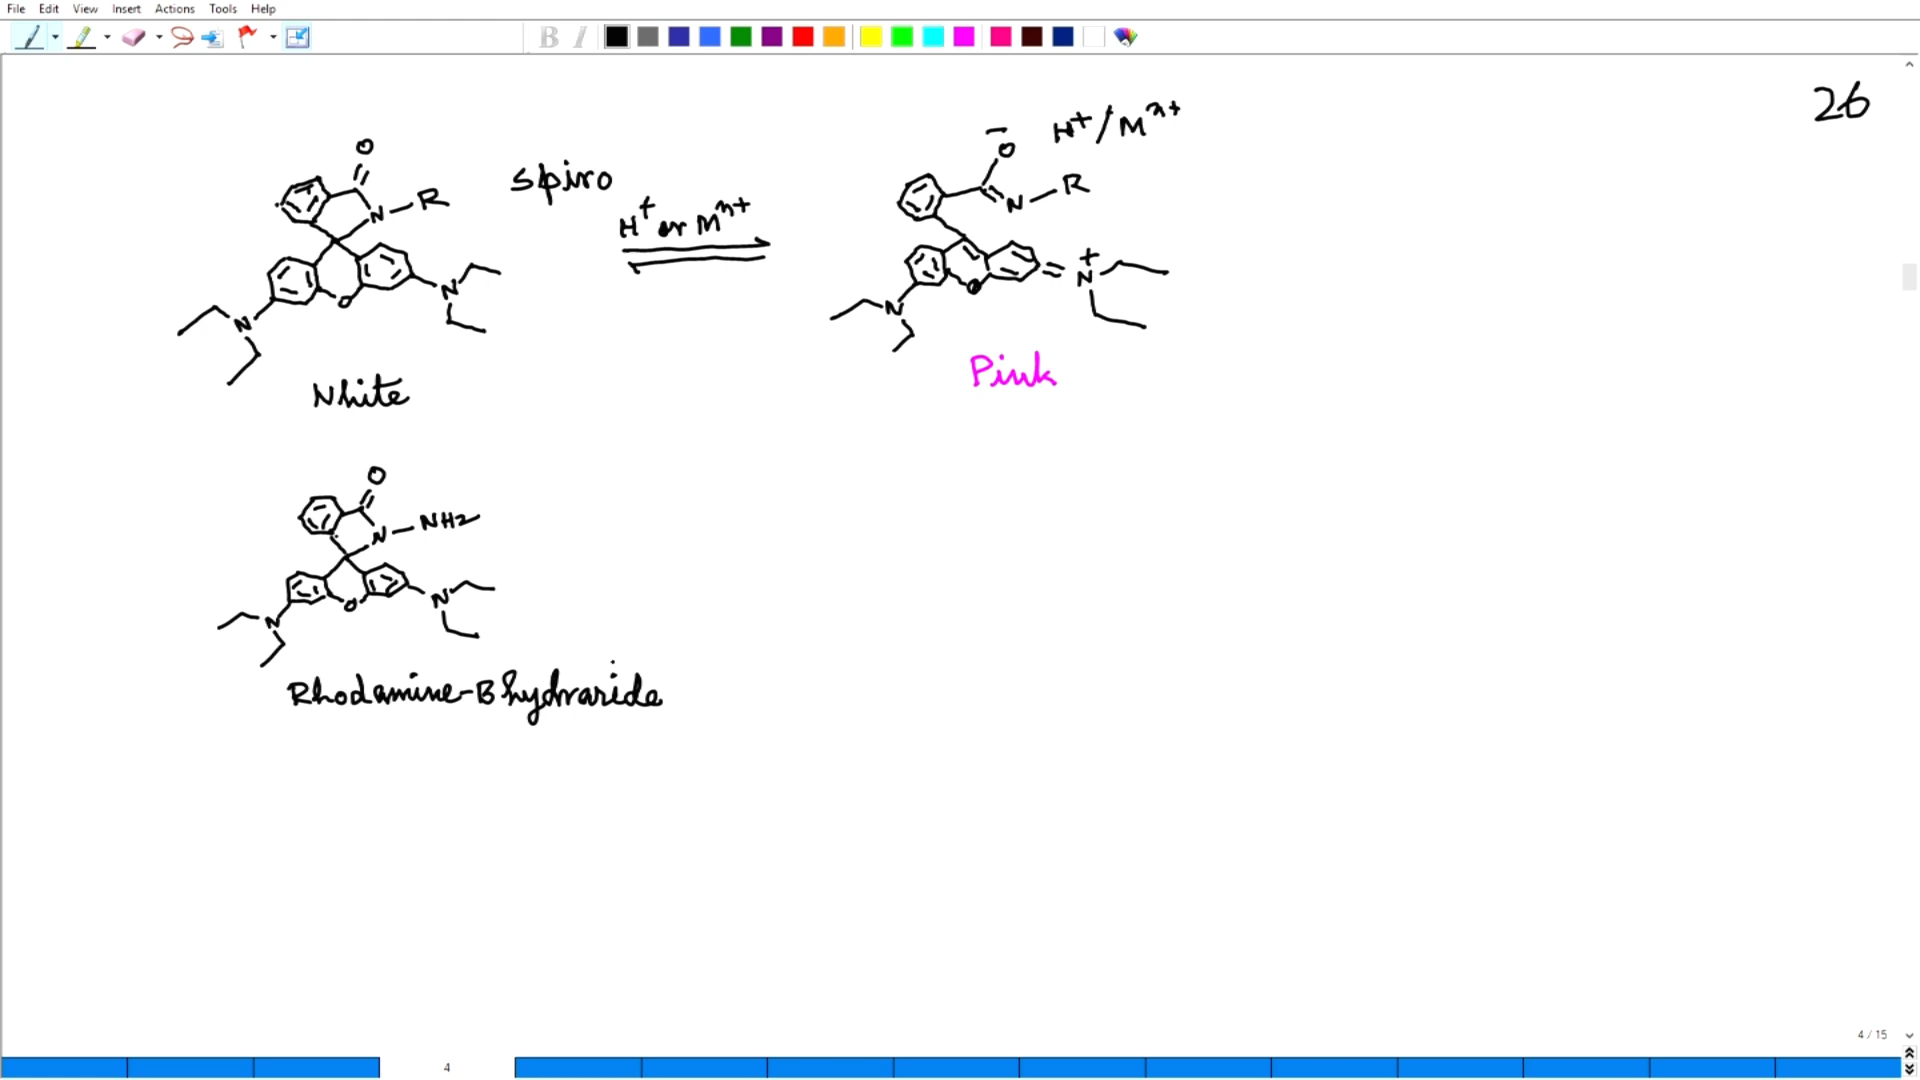 File Edit View Insert Actions Tools Help
B I
26
O
N-R
spiro
H+ or Mn+
O
N
N
White
O-
H+/Mn+
N-R
O
N+
N
Pink
O
N-NH2
O
N
N
Rhodamine-B hydrazide
4 / 15
4